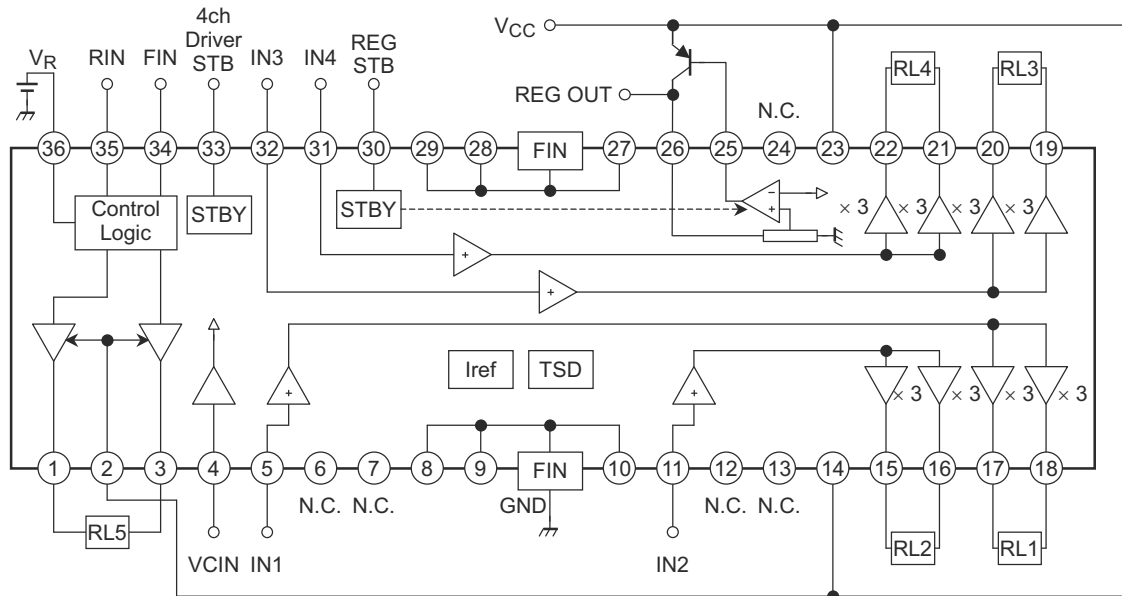 4ch
Driver
STB
VR
RIN
FIN
IN3
IN4
REG
STB
VCC
REG OUT
N.C.
RL4
RL3
36
35
34
33
32
31
30
29
28
FIN
27
26
25
24
23
22
21
20
19
Control
Logic
STBY
STBY
−
+
× 3
× 3
× 3
× 3
+
+
Iref
TSD
+
+
× 3
× 3
× 3
× 3
1
2
3
4
5
6
7
8
9
FIN
10
11
12
13
14
15
16
17
18
N.C.
N.C.
GND
N.C.
N.C.
RL5
VCIN
IN1
IN2
RL2
RL1